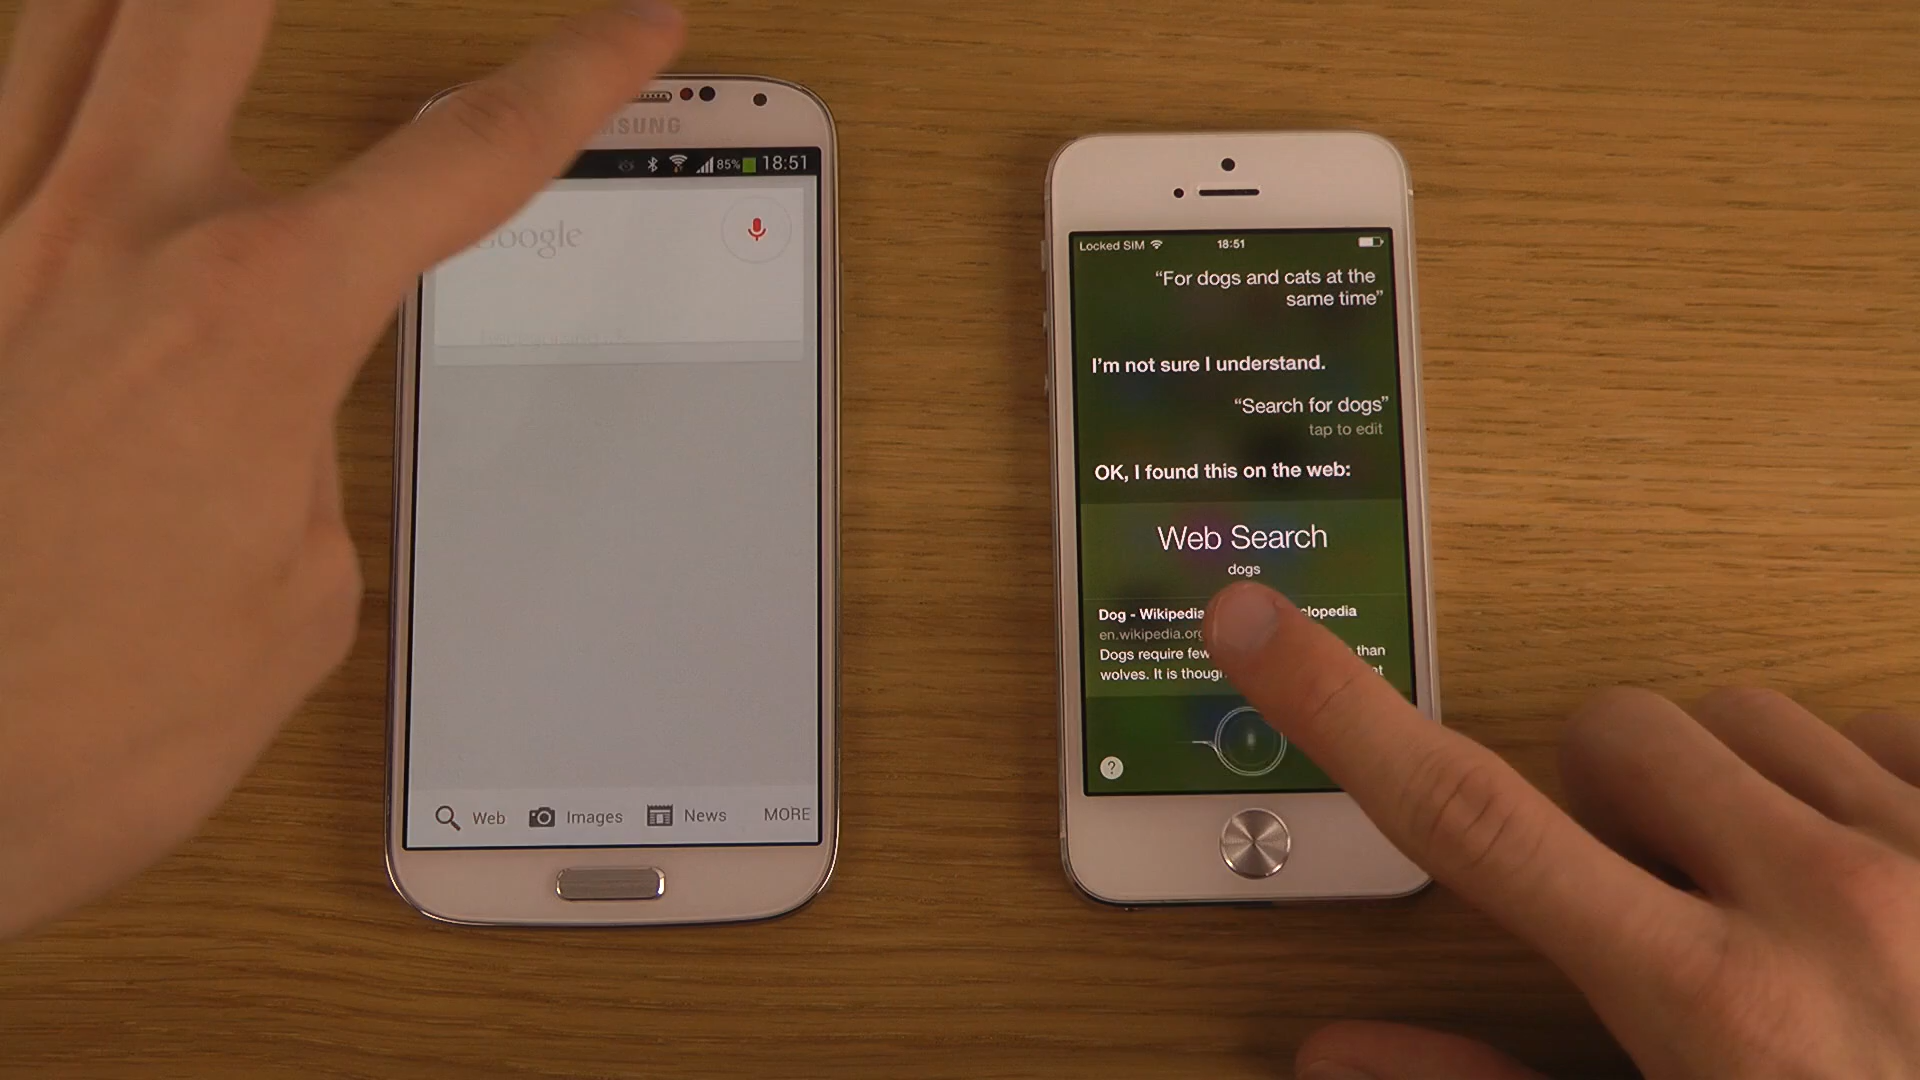 SUNG
85% 18:51
Google
Web Images News MORE
Locked SIM 18:51
“For dogs and cats at the
same time”
I'm not sure I understand.
“Search for dogs”
tap to edit
OK, I found this on the web:
Web Search
dogs
Dog - Wikipedia clopedia
en.wikipedia.org
Dogs require few than
wolves. It is though
?